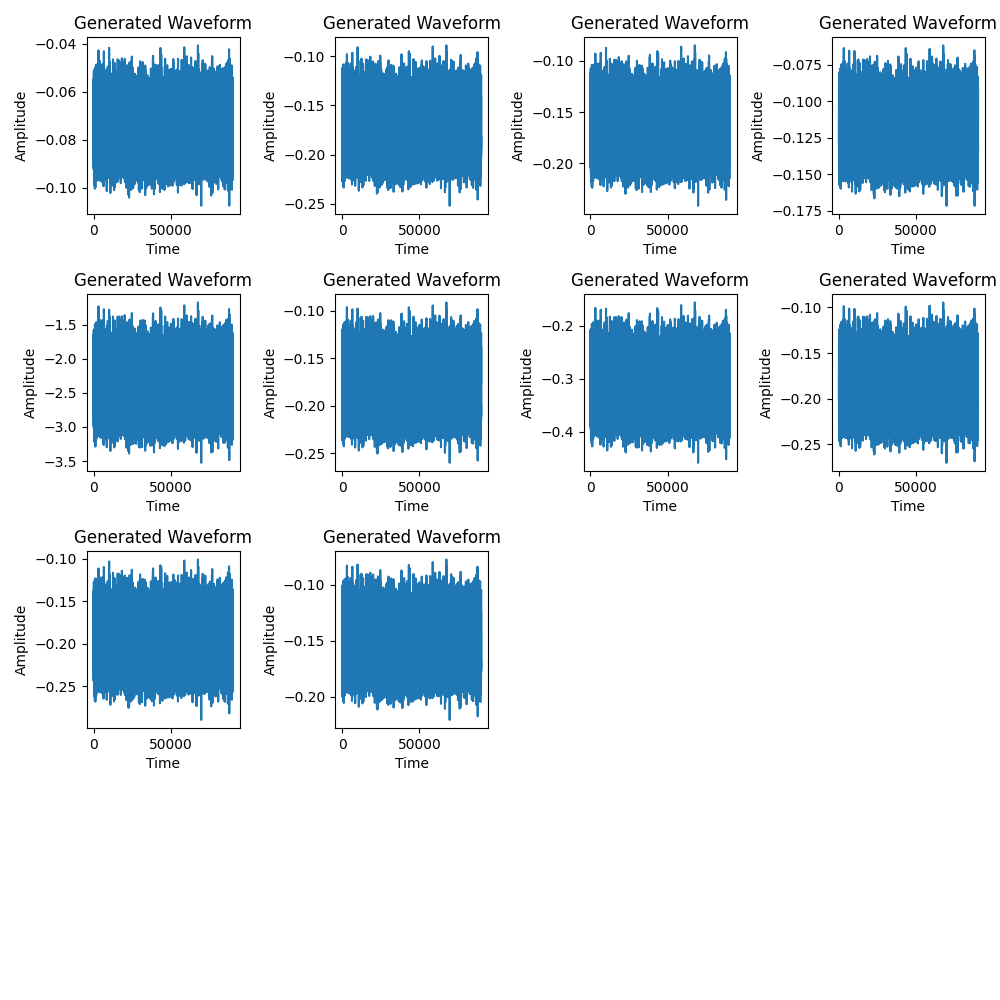 Generated Waveform Generated Waveform Generated Waveform Generated Waveform
Amplitude
−0.04
−0.06
−0.08
−0.10
0 50000
Time
Amplitude
−0.10
−0.15
−0.20
−0.25
0 50000
Time
Amplitude
−0.10
−0.15
−0.20
0 50000
Time
Amplitude
−0.075
−0.100
−0.125
−0.150
−0.175
0 50000
Time
Generated Waveform Generated Waveform Generated Waveform Generated Waveform
Amplitude
−1.5
−2.0
−2.5
−3.0
−3.5
0 50000
Time
Amplitude
−0.10
−0.15
−0.20
−0.25
0 50000
Time
Amplitude
−0.2
−0.3
−0.4
0 50000
Time
Amplitude
−0.10
−0.15
−0.20
−0.25
0 50000
Time
Generated Waveform Generated Waveform
Amplitude
−0.10
−0.15
−0.20
−0.25
0 50000
Time
Amplitude
−0.10
−0.15
−0.20
0 50000
Time